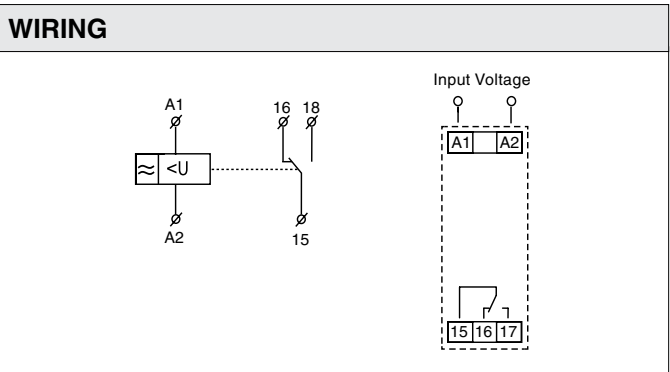 WIRING
Input Voltage
A1
16 18
A1 A2
<U
A2
15
15 16 17